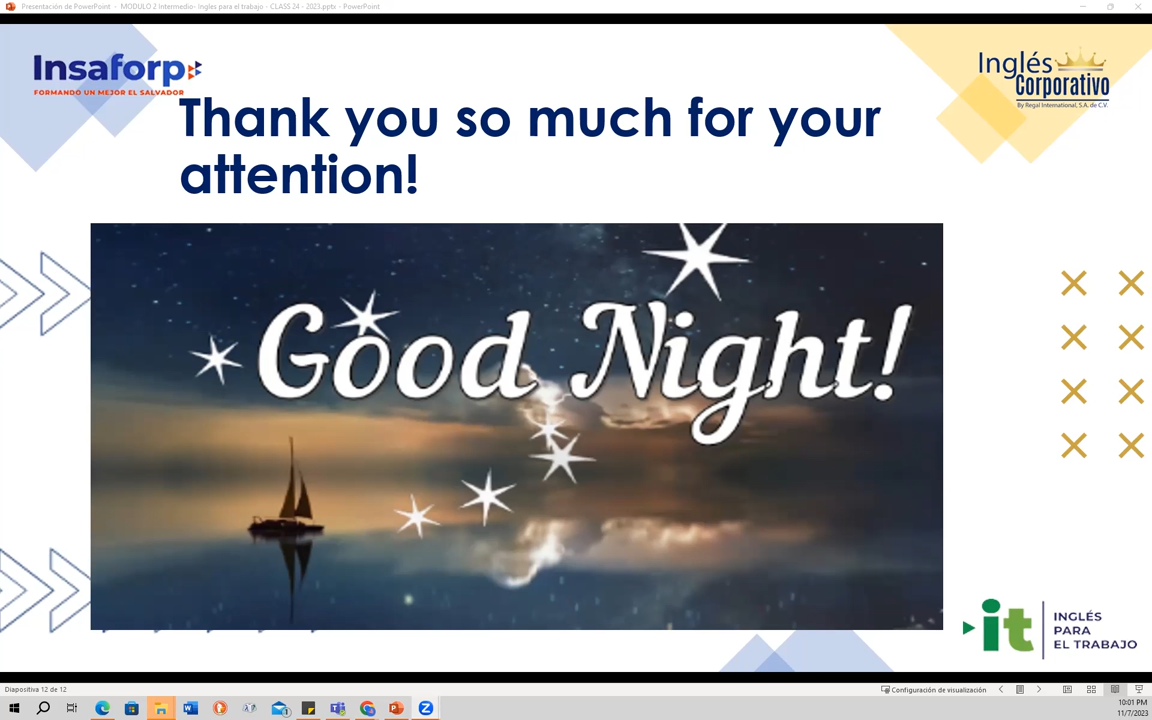 Presentación de PowerPoint - MODULO 2 Intermedio- Ingles para el trabajo - CLASS 24 - 2023.pptx - PowerPoint
Insaforp
FORMANDO UN MEJOR EL SALVADOR
Inglés
Corporativo
By Regal International, S.A. de C.V.
Thank you so much for your
attention!
Good Night!
it
INGLÉS
PARA
EL TRABAJO
Diapositiva 12 de 12
Configuración de visualización
10:01 PM
11/7/2023